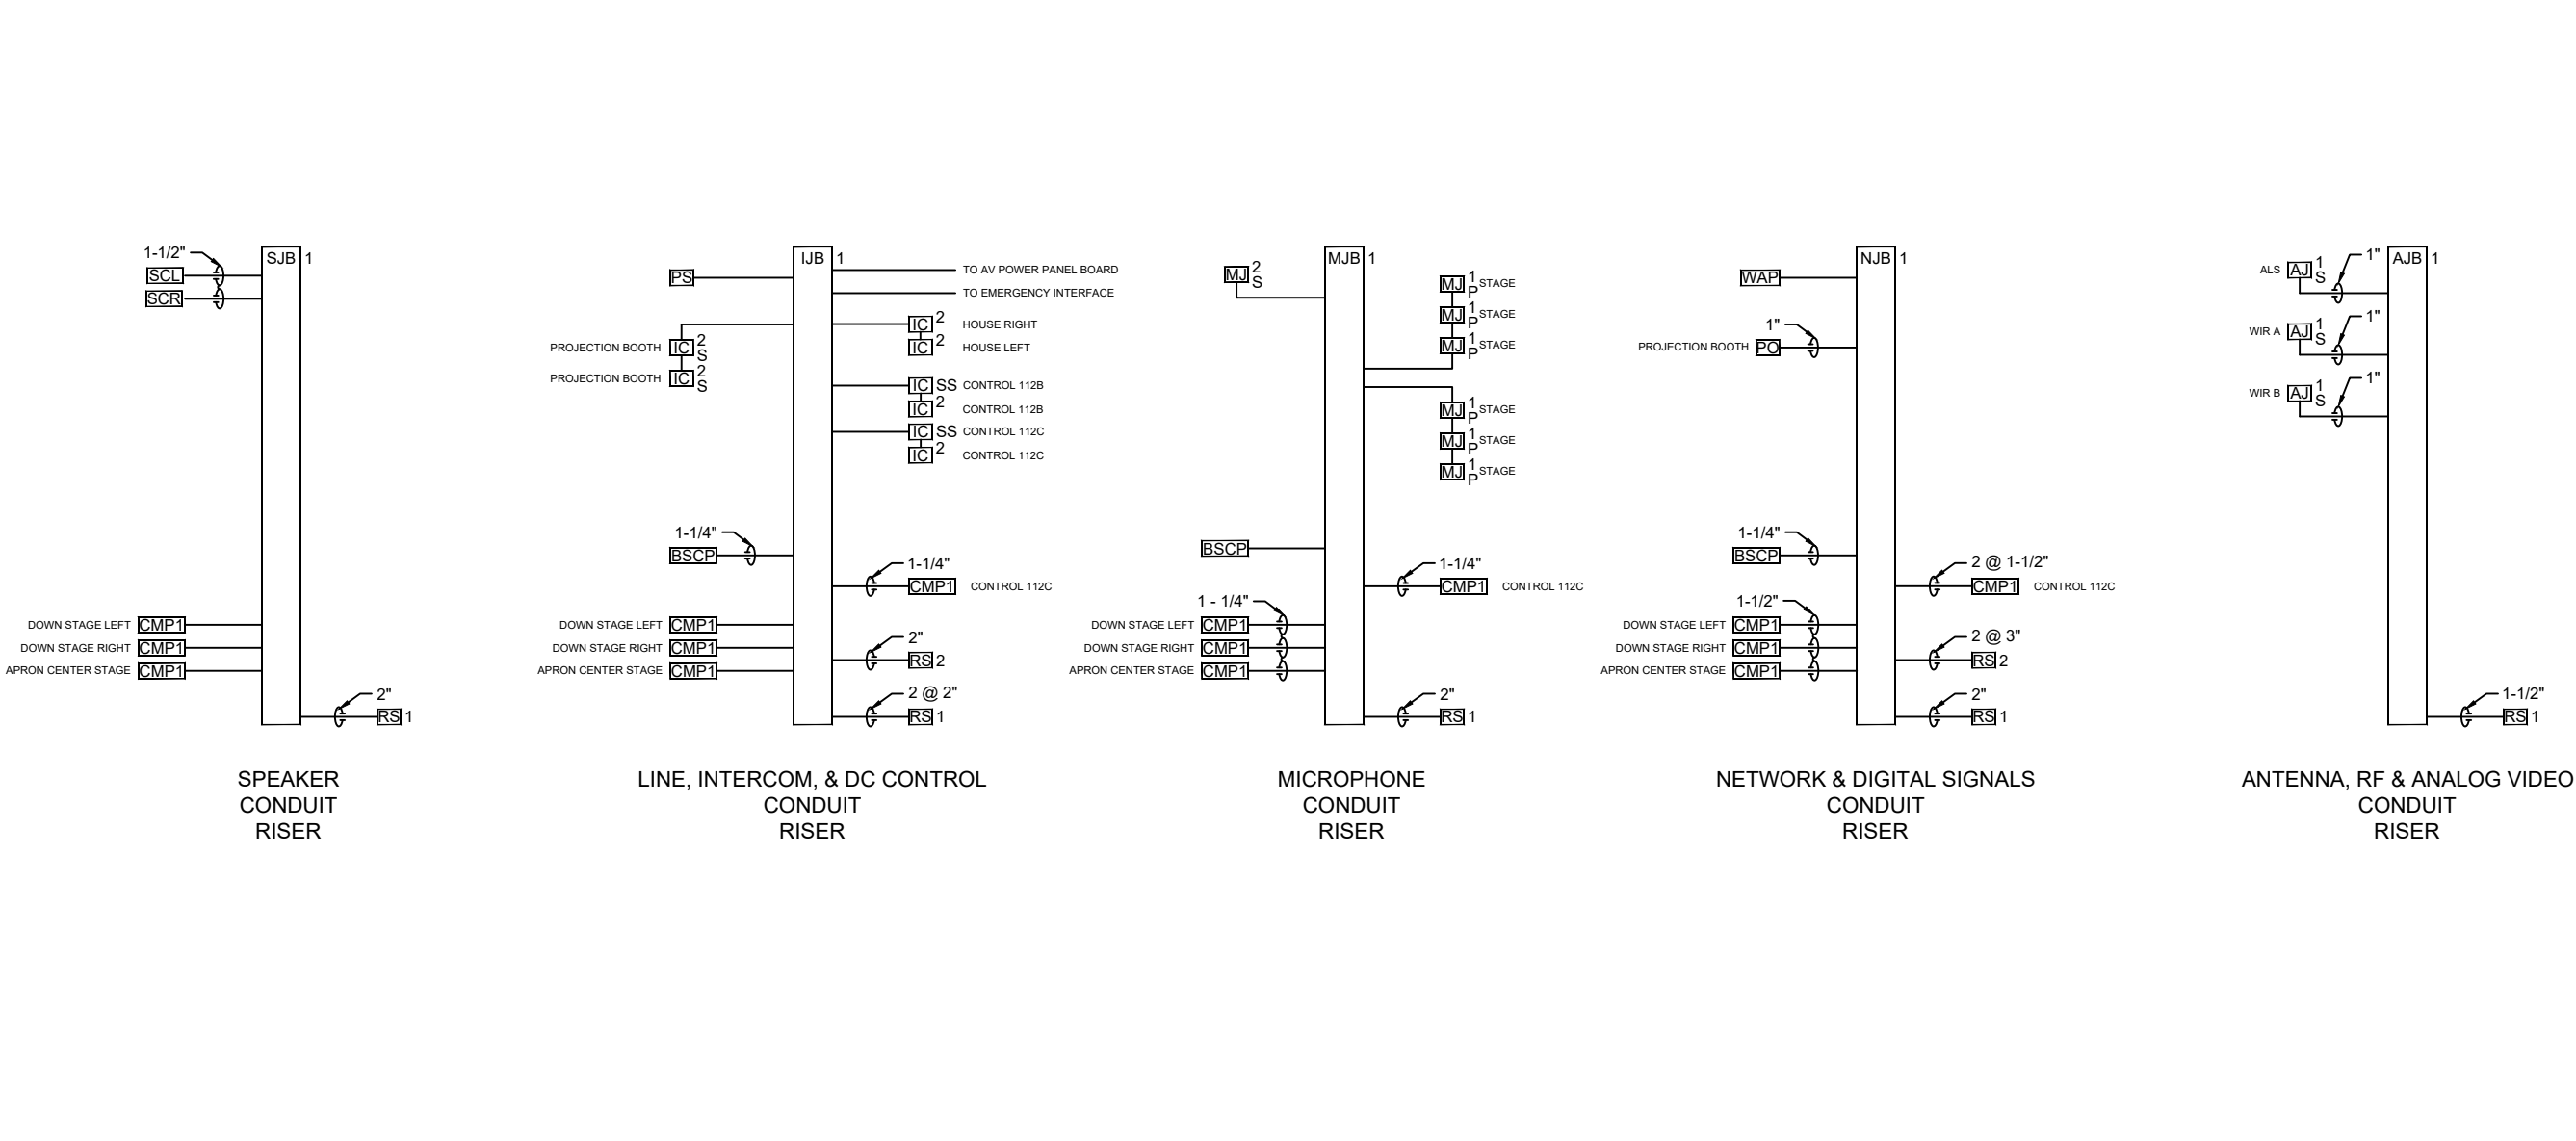 1-1/2"
SCL
SCR
SJB 1
DOWN STAGE LEFT CMP1
DOWN STAGE RIGHT CMP1
APRON CENTER STAGE CMP1
2"
RS 1
SPEAKER
CONDUIT
RISER
IJB 1
PS
TO AV POWER PANEL BOARD
TO EMERGENCY INTERFACE
IC 2 HOUSE RIGHT
IC 2 HOUSE LEFT
PROJECTION BOOTH IC 2 S
PROJECTION BOOTH IC 2 S
IC SS CONTROL 112B
IC 2 CONTROL 112B
IC SS CONTROL 112C
IC 2 CONTROL 112C
1-1/4"
BSCP
1-1/4"
CMP1 CONTROL 112C
DOWN STAGE LEFT CMP1
DOWN STAGE RIGHT CMP1
APRON CENTER STAGE CMP1
2"
RS 2
2 @ 2"
RS 1
LINE, INTERCOM, & DC CONTROL
CONDUIT
RISER
MJB 1
MJ 2 S
MJ 1 P STAGE
MJ 1 P STAGE
MJ 1 P STAGE
MJ 1 P STAGE
MJ 1 P STAGE
MJ 1 P STAGE
BSCP
1-1/4"
CMP1 CONTROL 112C
1 - 1/4"
DOWN STAGE LEFT CMP1
DOWN STAGE RIGHT CMP1
APRON CENTER STAGE CMP1
2"
RS 1
MICROPHONE
CONDUIT
RISER
NJB 1
WAP
1"
PROJECTION BOOTH PO
1-1/4"
BSCP
2 @ 1-1/2"
CMP1 CONTROL 112C
1-1/2"
DOWN STAGE LEFT CMP1
DOWN STAGE RIGHT CMP1
APRON CENTER STAGE CMP1
2 @ 3"
RS 2
2"
RS 1
NETWORK & DIGITAL SIGNALS
CONDUIT
RISER
AJB 1
1"
ALS AJ 1 S
1"
WIR A AJ 1 S
1"
WIR B AJ 1 S
1-1/2"
RS 1
ANTENNA, RF & ANALOG VIDEO
CONDUIT
RISER